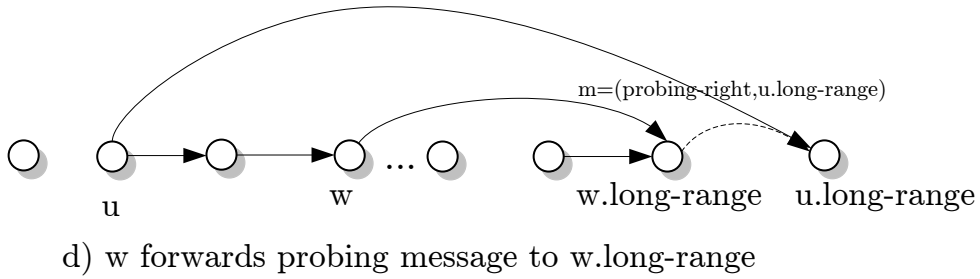 m=(probing-right,u.long-range)
...
u
w
w.long-range
u.long-range
d) w forwards probing message to w.long-range